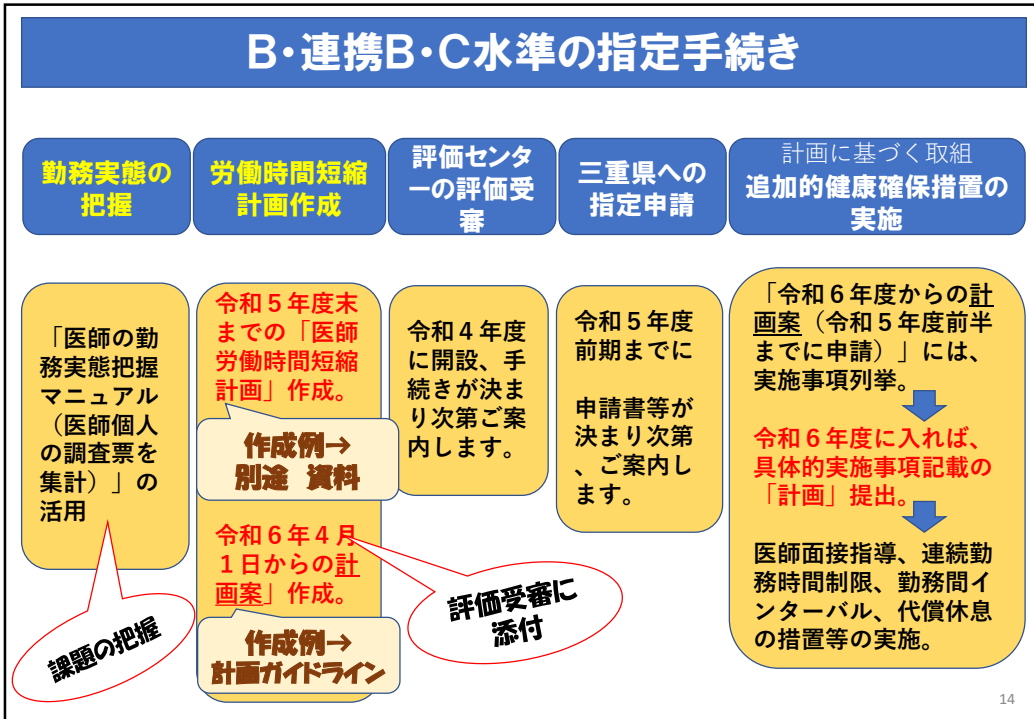 B・連携B・C水準の指定手続き
勤務実態の
把握
労働時間短縮
計画作成
評価センタ
ーの評価受
審
三重県への
指定申請
計画に基づく取組
追加的健康確保措置の
実施
「医師の勤
務実態把握
マニュアル
（医師個人
の調査票を
集計）」の
活用
課題の把握
令和５年度末
までの「医師
労働時間短縮
計画」作成。
作成例→
別途 資料
令和６年４月
１日からの計
画案」作成。
作成例→
計画ガイドライン
評価受審に
添付
令和４年度
に開設、手
続きが決ま
り次第ご案
内します。
令和５年度
前期までに
申請書等が
決まり次第
、ご案内し
ます。
「令和６年度からの計
画案（令和５年度前半
までに申請）」には、
実施事項列挙。
令和６年度に入れば、
具体的実施事項記載の
「計画」提出。
医師面接指導、連続勤
務時間制限、勤務間イ
ンターバル、代償休息
の措置等の実施。
14